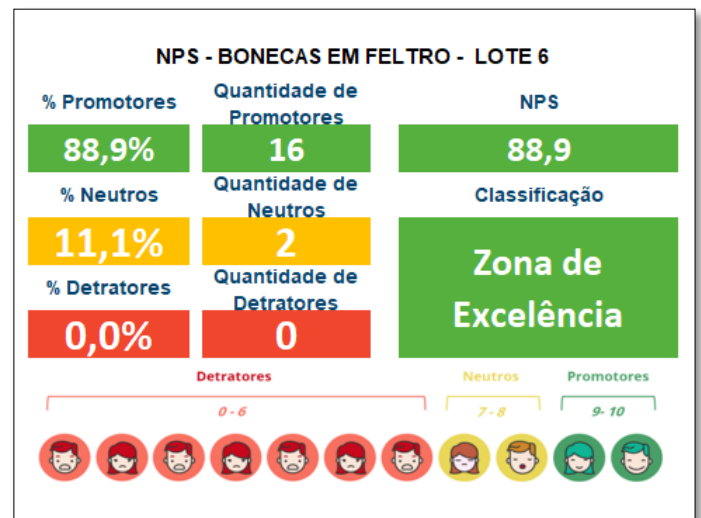 NPS - BONECAS EM FELTRO - LOTE 6
% Promotores
Quantidade de
Promotores
NPS
88,9%
16
88,9
% Neutros
Quantidade de
Neutros
Classificação
11,1%
2
Zona de
Excelência
% Detratores
Quantidade de
Detratores
0,0%
0
Detratores
Neutros
Promotores
0 - 6
7 - 8
9- 10